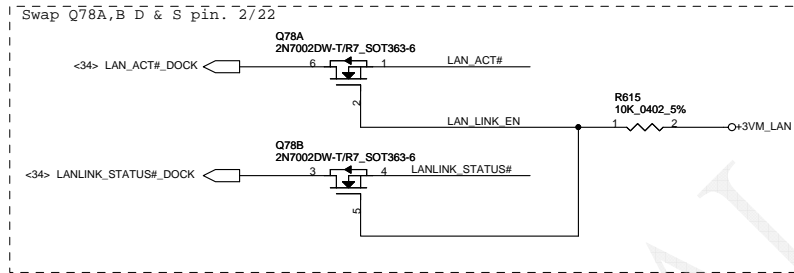 Swap Q78A,B D & S pin. 2/22
Q78A
2N7002DW-T/R7_SOT363-6
<34> LAN_ACT#_DOCK
6
1
LAN_ACT#
2
LAN_LINK_EN
R615
10K_0402_5%
1
2
+3VM_LAN
Q78B
2N7002DW-T/R7_SOT363-6
<34> LANLINK_STATUS#_DOCK
3
4
LANLINK_STATUS#
5